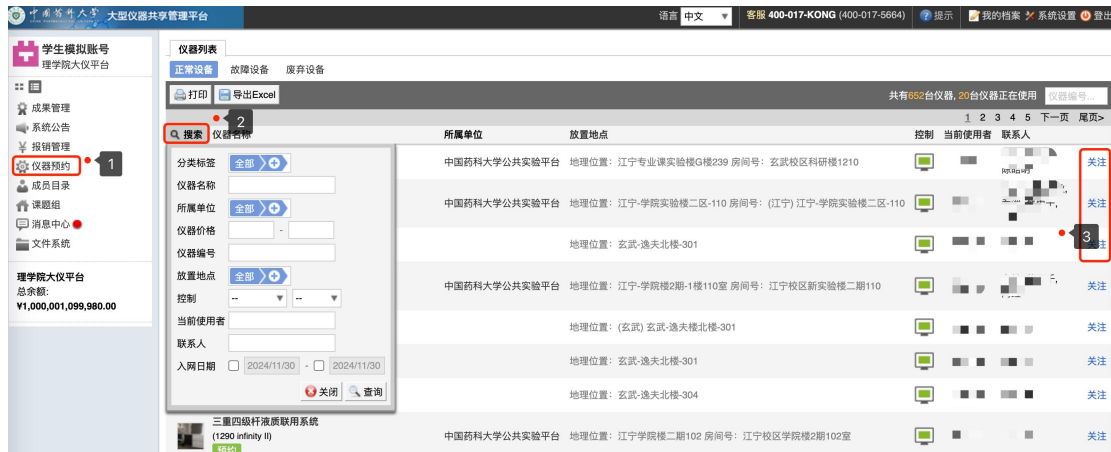 中国药科大学 大型仪器共享管理平台
语言 中文 客服 400-017-KONG (400-017-5664) 提示 我的档案 系统设置 登出
学生模拟账号
理学院大仪平台
成果管理
系统公告
报销管理
仪器预约
1
成员目录
课题组
消息中心
文件系统
理学院大仪平台
总余额:
¥1,000,001,099,980.00
仪器列表
正常设备 故障设备 废弃设备
打印 导出Excel 共有652台仪器, 20台仪器正在使用 仪器编号...
2
1 2 3 4 5 下一页 尾页>
搜索 仪器名称 所属单位 放置地点 控制 当前使用者 联系人
分类标签 全部
仪器名称
所属单位 全部
仪器价格 -
仪器编号
放置地点 全部
控制 -- --
当前使用者
联系人
入网日期 2024/11/30 - 2024/11/30
关闭 查询
中国药科大学公共实验平台 地理位置：江宁专业课实验楼G楼239 房间号：玄武校区科研楼1210 关注
中国药科大学公共实验平台 地理位置：江宁-学院实验楼二区-110 房间号：(江宁) 江宁-学院实验楼二区-110 关注
3
地理位置：玄武-逸夫北楼-301 关注
中国药科大学公共实验平台 地理位置：江宁-学院楼2期-1楼110室 房间号：江宁校区新实验楼二期110 关注
地理位置：(玄武) 玄武-逸夫楼北楼-301 关注
地理位置：玄武-逸夫北楼-301 关注
地理位置：玄武-逸夫北楼-304 关注
三重四级杆液质联用系统
(1290 infinity II)
预约
中国药科大学公共实验平台 地理位置：江宁学院楼二期102 房间号：江宁校区学院楼2期102室 关注